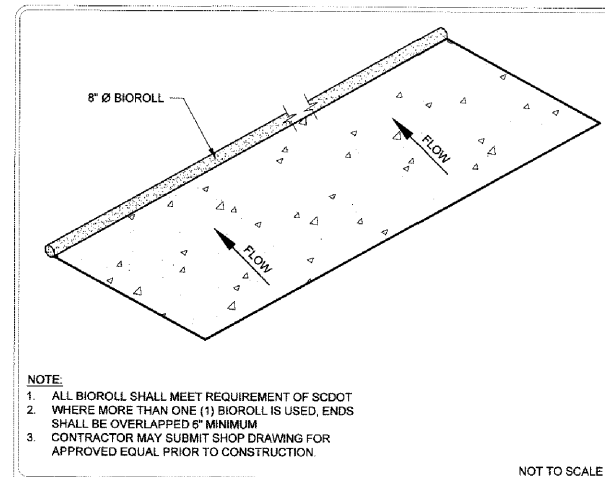 8" Ø BIOROLL
FLOW
FLOW
NOTE:
1. ALL BIOROLL SHALL MEET REQUIREMENT OF SCDOT
2. WHERE MORE THAN ONE (1) BIOROLL IS USED, ENDS
SHALL BE OVERLAPPED 6" MINIMUM
3. CONTRACTOR MAY SUBMIT SHOP DRAWING FOR
APPROVED EQUAL PRIOR TO CONSTRUCTION.
NOT TO SCALE